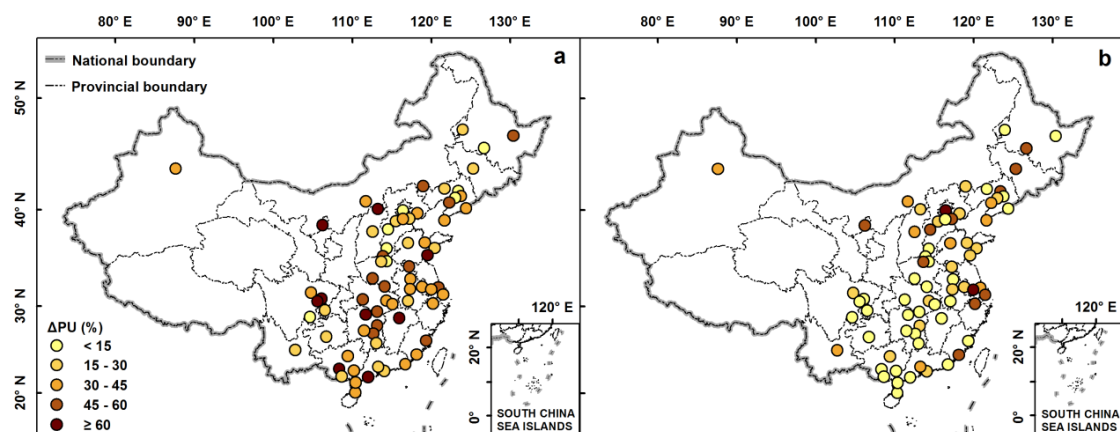 80° E 90° E 100° E 110° E 120° E 130° E 80° E 90° E 100° E 110° E 120° E 130° E
National boundary
Provincial boundary
a
b
50° N
40° N
30° N
20° N
ΔPU (%)
< 15
15 - 30
30 - 45
45 - 60
≥ 60
120° E
20° N
0°
SOUTH CHINA
SEA ISLANDS
120° E
20° N
0°
SOUTH CHINA
SEA ISLANDS